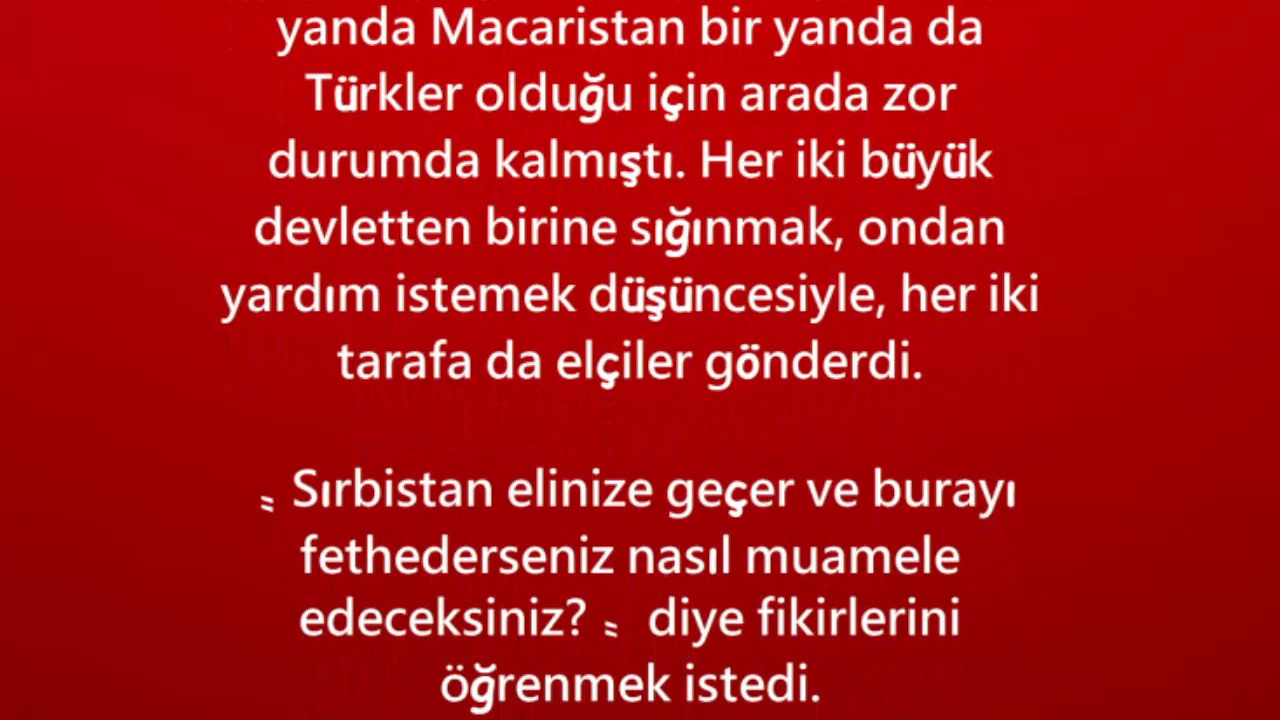 yanda Macaristan bir yanda da
Türkler olduğu için arada zor
durumda kalmıştı. Her iki büyük
devletten birine sığınmak, ondan
yardım istemek düşüncesiyle, her iki
tarafa da elçiler gönderdi.
〟Sırbistan elinize geçer ve burayı
fethederseniz nasıl muamele
edeceksiniz?〟 diye fikirlerini
öğrenmek istedi.